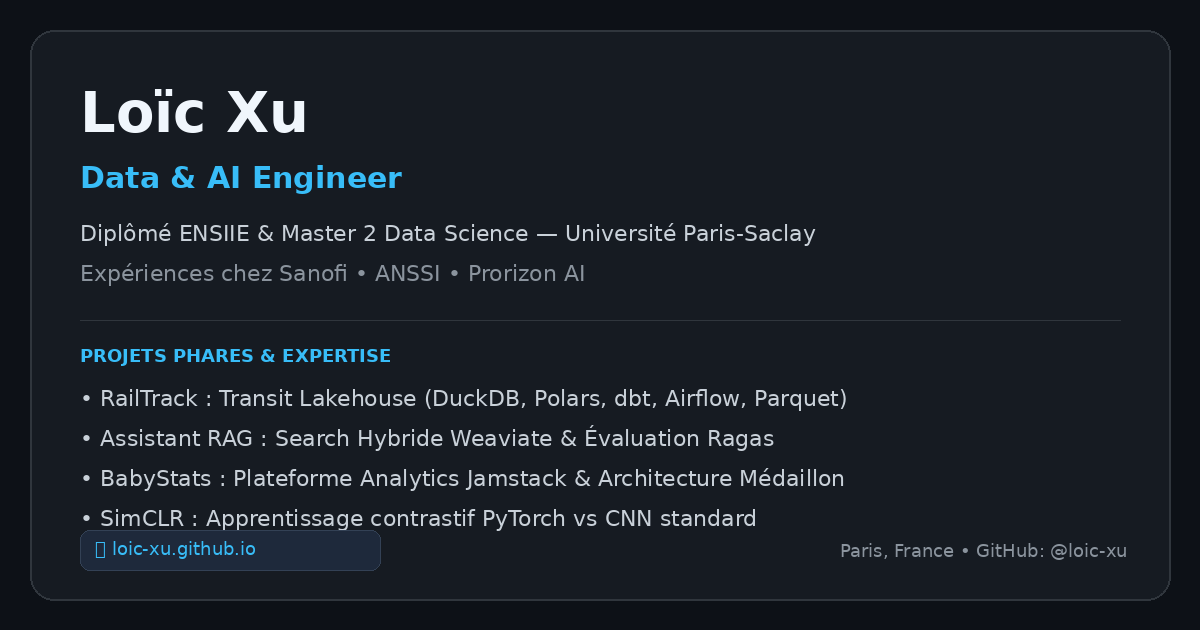 Loïc Xu
Data & AI Engineer
Diplômé ENSIIE & Master 2 Data Science — Université Paris-Saclay
Expériences chez Sanofi • ANSSI • Prorizon AI
PROJETS PHARES & EXPERTISE
• RailTrack : Transit Lakehouse (DuckDB, Polars, dbt, Airflow, Parquet)
• Assistant RAG : Search Hybride Weaviate & Évaluation Ragas
• BabyStats : Plateforme Analytics Jamstack & Architecture Médaillon
• SimCLR : Apprentissage contrastif PyTorch vs CNN standard
loic-xu.github.io
Paris, France • GitHub: @loic-xu